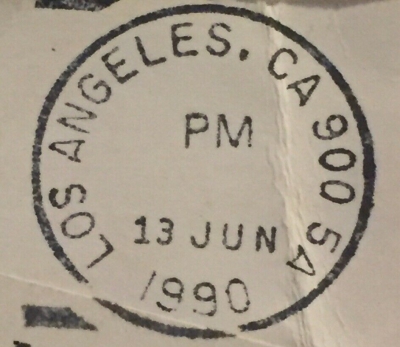 LOS ANGELES, CA 900 54
PM
13 JUN
1990